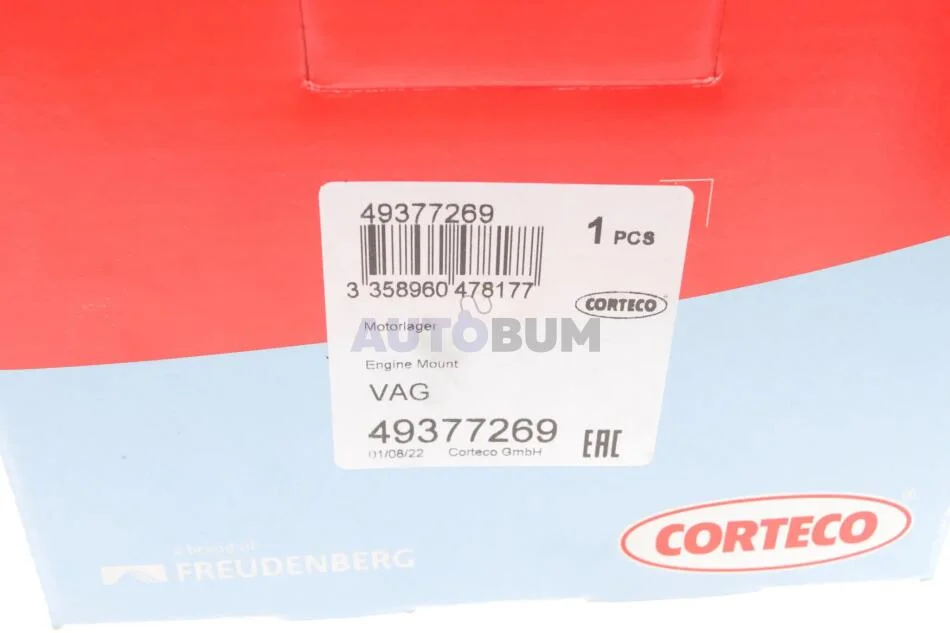 49377269
1 PCS
3 358960 478177
CORTECO
Motorlager
AUTOBUM
Engine Mount
VAG
49377269
EAC
01/08/22 Corteco GmbH
CORTECO
a brand of
FREUDENBERG